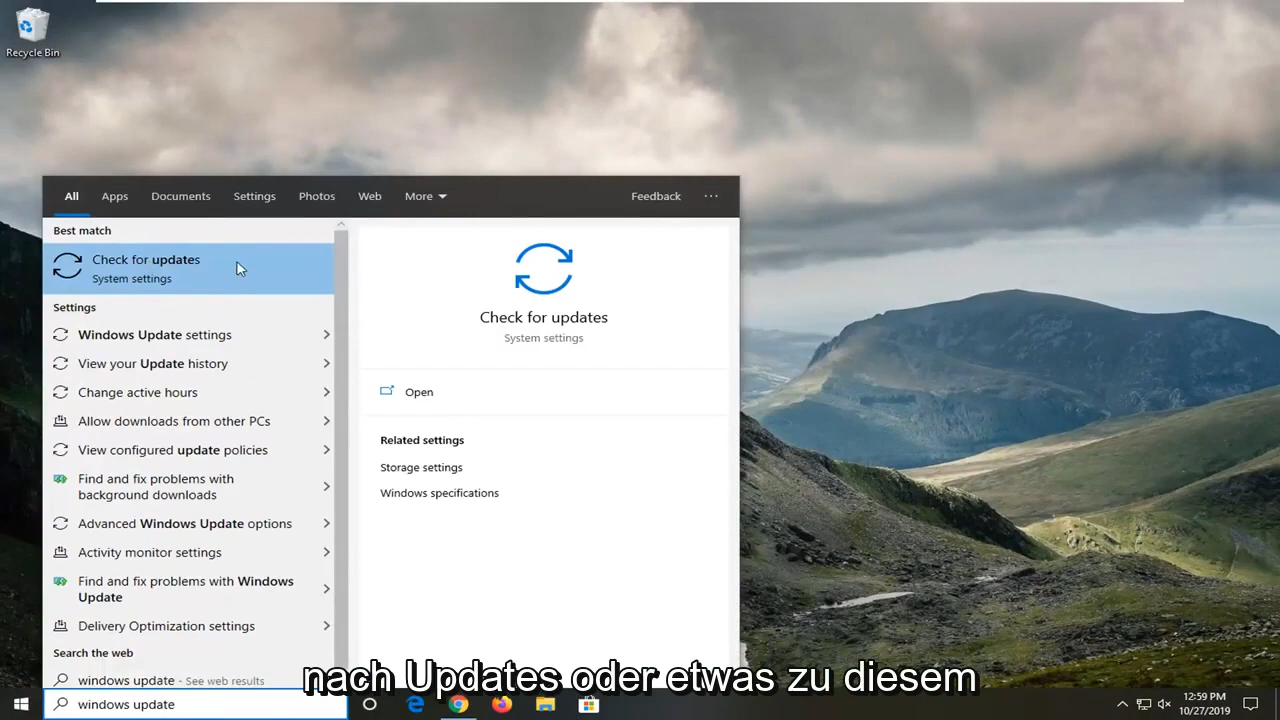 Recycle Bin
All Apps Documents Settings Photos Web More Feedback ...
Best match
Check for updates
System settings
Settings
Windows Update settings
View your Update history
Change active hours
Allow downloads from other PCs
View configured update policies
Find and fix problems with
background downloads
Advanced Windows Update options
Activity monitor settings
Find and fix problems with Windows
Update
Delivery Optimization settings
Search the web
windows update - See web results
Check for updates
System settings
Open
Related settings
Storage settings
Windows specifications
nach Updates oder etwas zu diesem
windows update
12:59 PM
10/27/2019